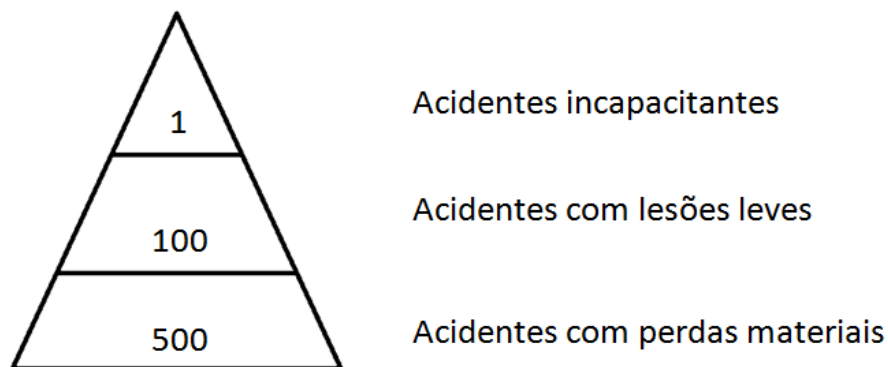 1
Acidentes incapacitantes
100
Acidentes com lesões leves
500
Acidentes com perdas materiais